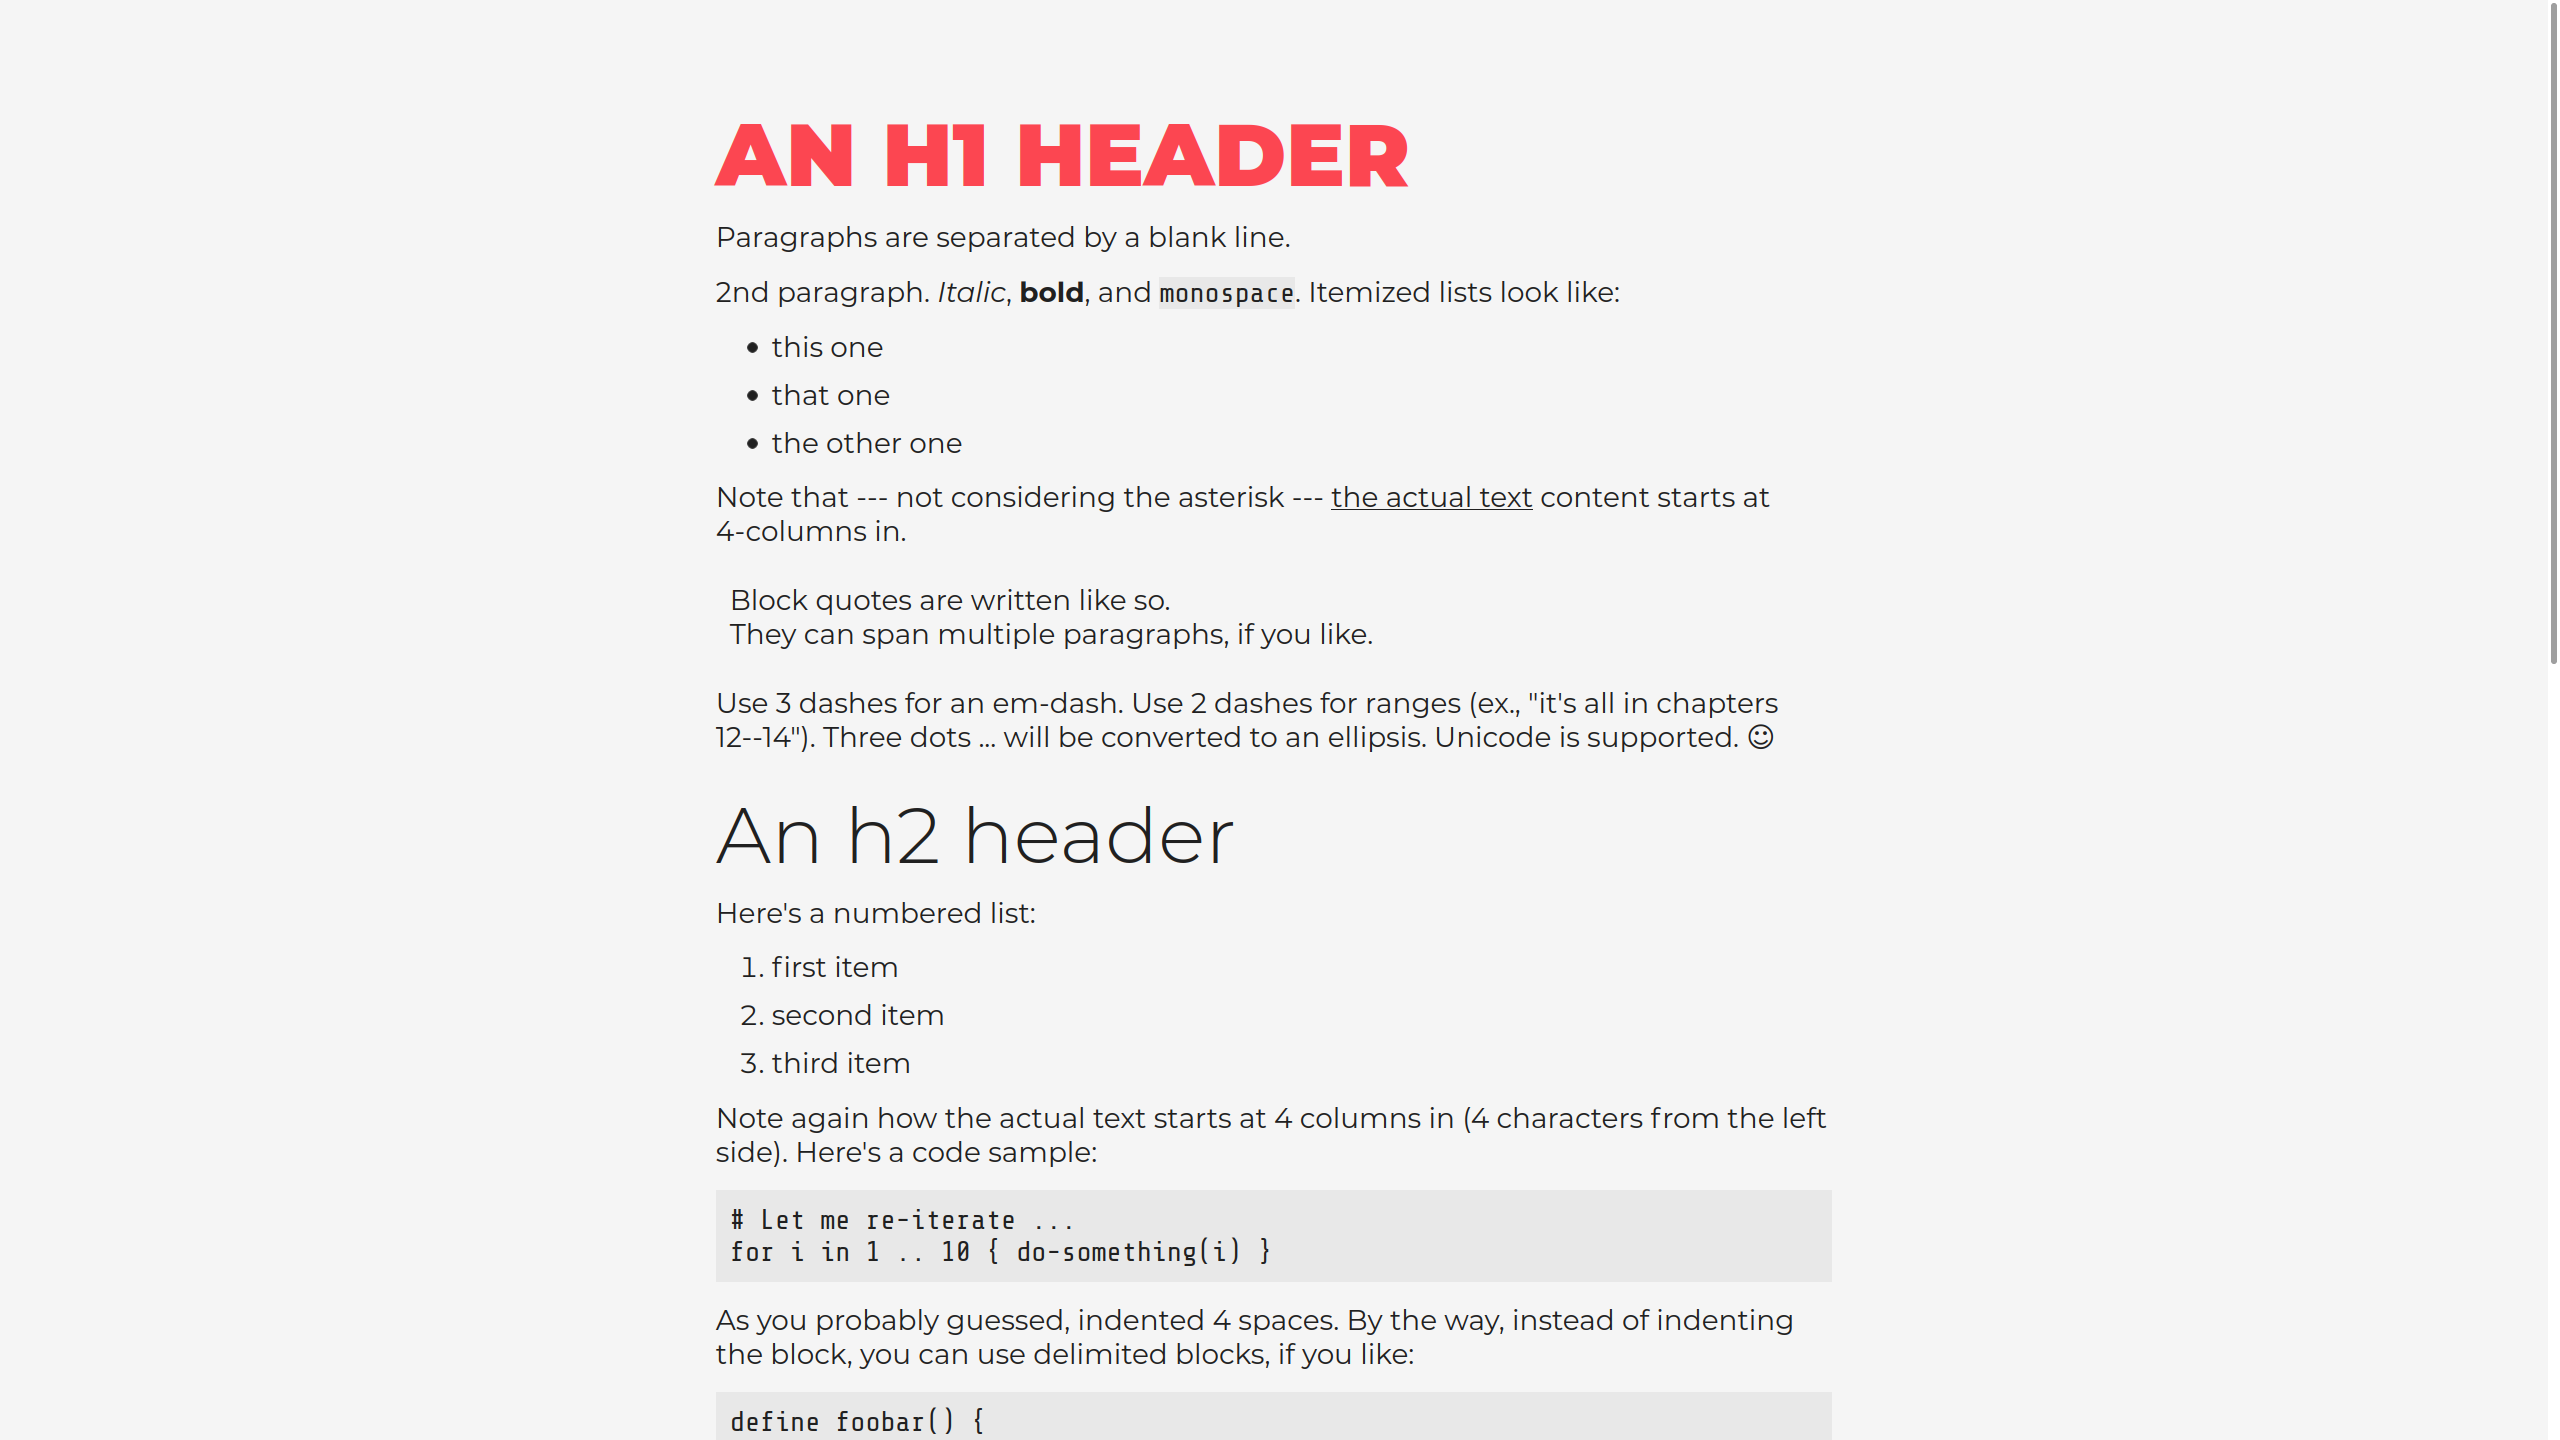 AN H1 HEADER
Paragraphs are separated by a blank line.
2nd paragraph. Italic, bold, and monospace. Itemized lists look like:
• this one
• that one
• the other one
Note that --- not considering the asterisk --- the actual text content starts at
4-columns in.
Block quotes are written like so.
They can span multiple paragraphs, if you like.
Use 3 dashes for an em-dash. Use 2 dashes for ranges (ex., "it's all in chapters
12--14"). Three dots ... will be converted to an ellipsis. Unicode is supported. ☺
An h2 header
Here's a numbered list:
1. first item
2. second item
3. third item
Note again how the actual text starts at 4 columns in (4 characters from the left
side). Here's a code sample:
# Let me re-iterate ...
for i in 1 .. 10 { do-something(i) }
As you probably guessed, indented 4 spaces. By the way, instead of indenting
the block, you can use delimited blocks, if you like:
define foobar() {